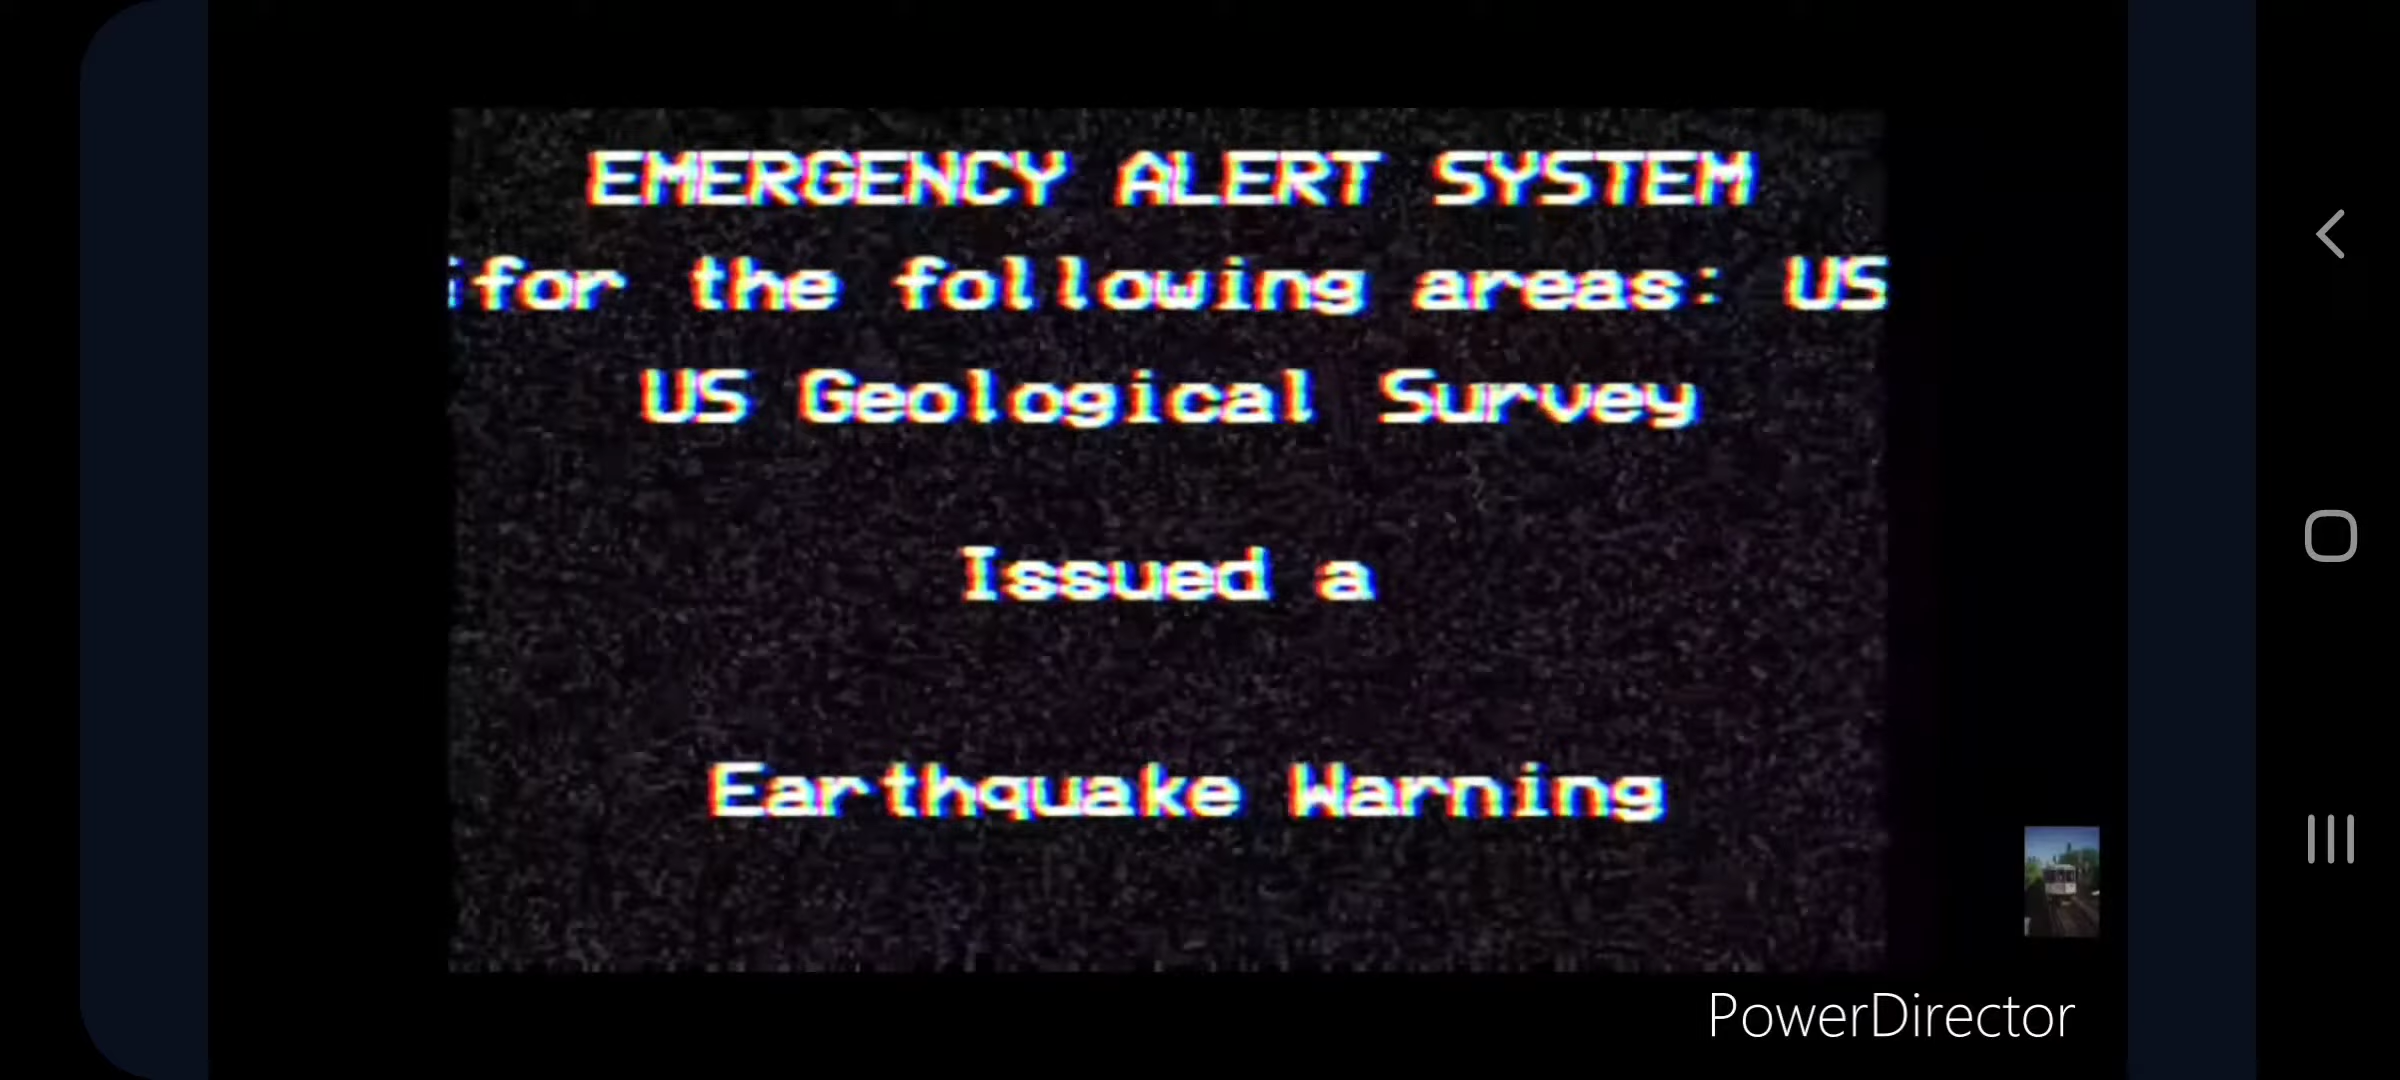 EMERGENCY ALERT SYSTEM
for the following areas: US
US Geological Survey
Issued a
Earthquake Warning
PowerDirector